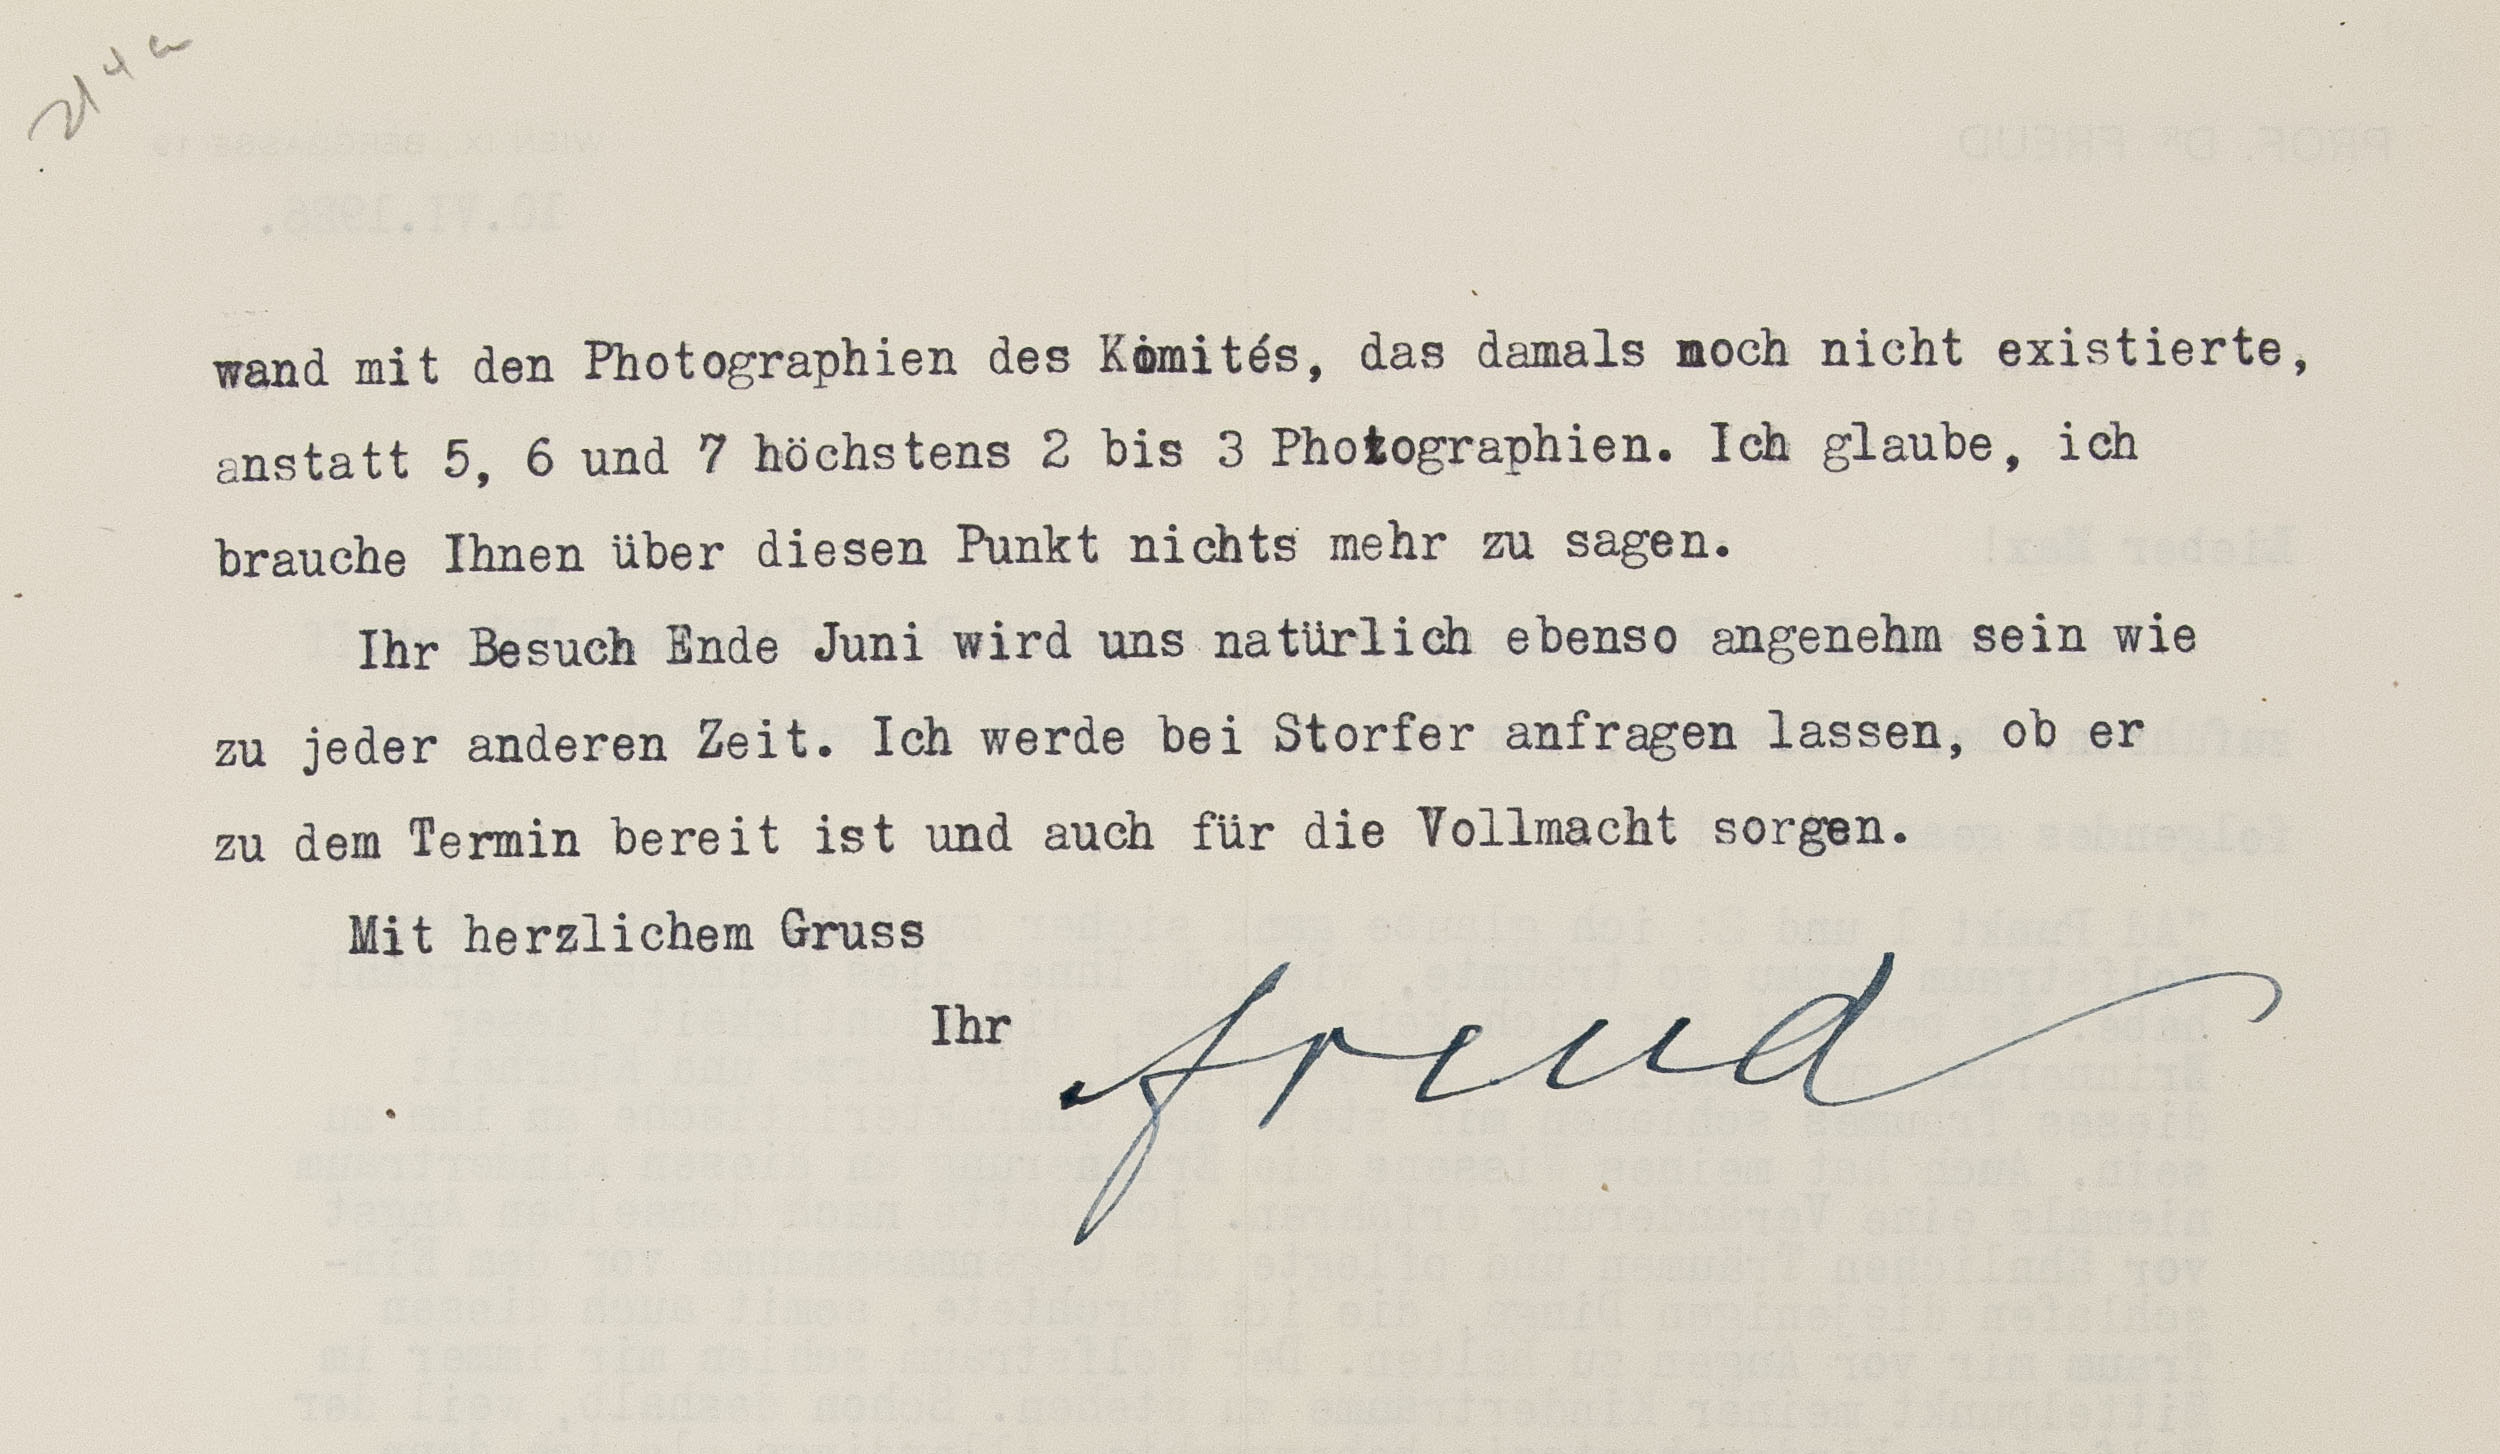 wand mit den Photographien des Komités, das damals noch nicht existierte,
anstatt 5, 6 und 7 höchstens 2 bis 3 Photographien. Ich glaube, ich
brauche Ihnen über diesen Punkt nichts mehr zu sagen.
Ihr Besuch Ende Juni wird uns natürlich ebenso angenehm sein wie
zu jeder anderen Zeit. Ich werde bei Storfer anfragen lassen, ob er
zu dem Termin bereit ist und auch für die Vollmacht sorgen.
Mit herzlichem Gruss
Ihr Freud